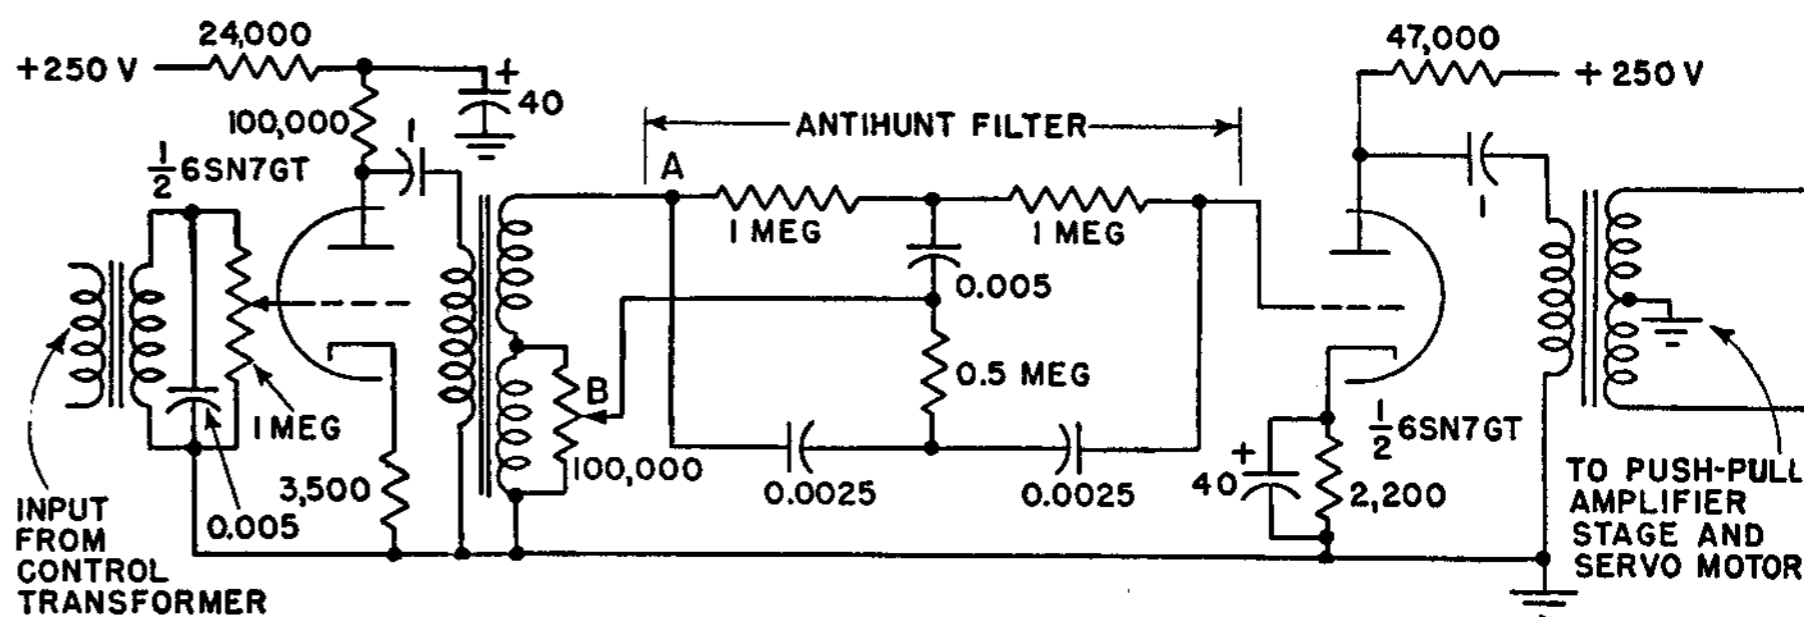 24,000
+250 V
+
40
100,000
1
1/2 6SN7GT
1 MEG
0.005
3,500
INPUT
FROM
CONTROL
TRANSFORMER
ANTIHUNT FILTER
A
1 MEG
1 MEG
0.005
B
0.5 MEG
100,000
0.0025
0.0025
47,000
+250 V
1
1/2 6SN7GT
+
40
2,200
TO PUSH-PULL
AMPLIFIER
STAGE AND
SERVO MOTOR